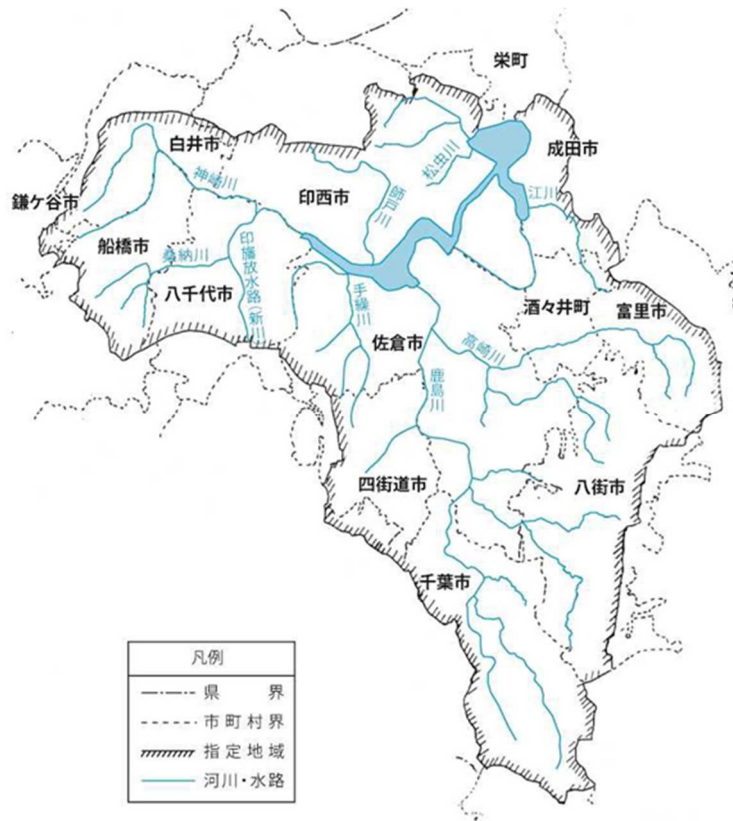 栄町
白井市
成田市
松虫川
神崎川
印西市
師戸川
江川
鎌ケ谷市
船橋市
桑納川
印旛放水路(新川)
八千代市
手繰川
酒々井町
富里市
佐倉市
高崎川
鹿島川
四街道市
八街市
千葉市
凡例
県界
市町村界
指定地域
河川・水路